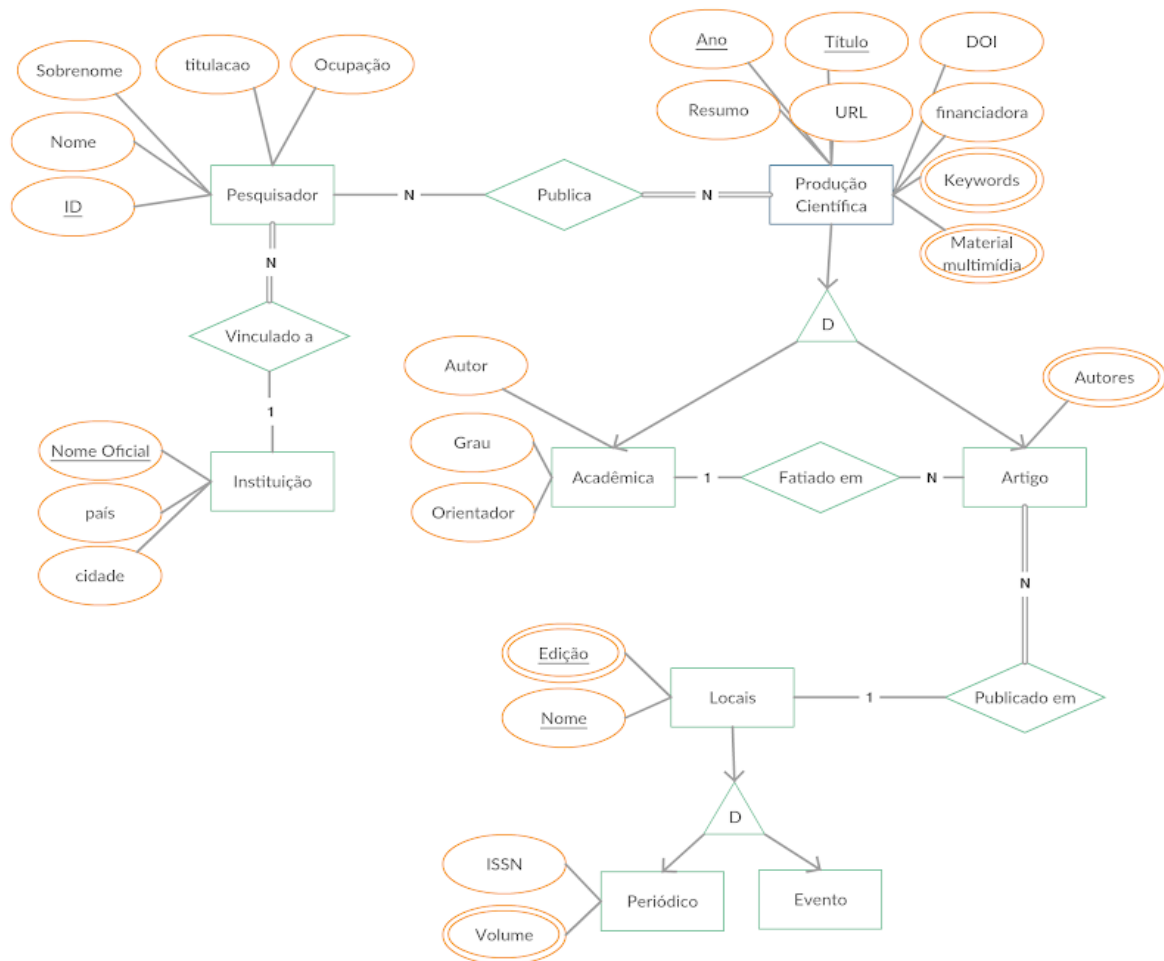 Ano
Título
DOI
Sobrenome
titulacao
Ocupação
Resumo
URL
financiadora
Nome
Keywords
ID
Pesquisador
N
Publica
N
Produção
Científica
Material
multimídia
N
Vinculado a
D
Autor
Autores
1
Nome Oficial
Grau
Instituição
Acadêmica
1
Fatiado em
N
Artigo
país
Orientador
cidade
N
Edição
Locais
1
Publicado em
Nome
D
ISSN
Periódico
Evento
Volume